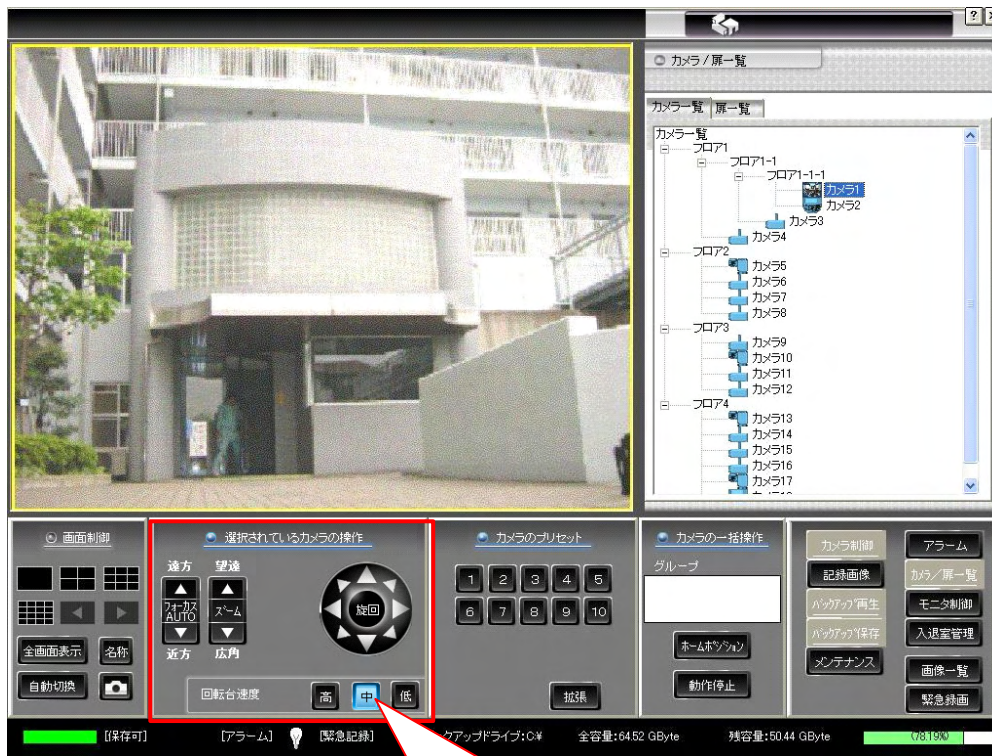 ?
カメラ/扉一覧
カメラ一覧 扉一覧
カメラ一覧
フロア1
フロア1-1
フロア1-1-1
カメラ1
カメラ2
カメラ3
カメラ4
フロア2
カメラ5
カメラ6
カメラ7
カメラ8
フロア3
カメラ9
カメラ10
カメラ11
カメラ12
フロア4
カメラ13
カメラ14
カメラ15
カメラ16
カメラ17
画面制御
全画面表示 名称
自動切換
選択されているカメラの操作
遠方 望遠
フォーカス AUTO ズーム
近方 広角
旋回
回転台速度 高 中 低
カメラのプリセット
1 2 3 4 5
6 7 8 9 10
拡張
カメラの一括操作
グループ
ホームポジション
動作停止
カメラ制御 アラーム
記録画像 カメラ/扉一覧
バックアップ再生 モニタ制御
バックアップ保存 入退室管理
メンテナンス 画像一覧
緊急録画
[保存可] [アラーム] [緊急記録] クアップドライブ:C:¥ 全容量:64.52 GByte 残容量:50.44 GByte (78.19%)